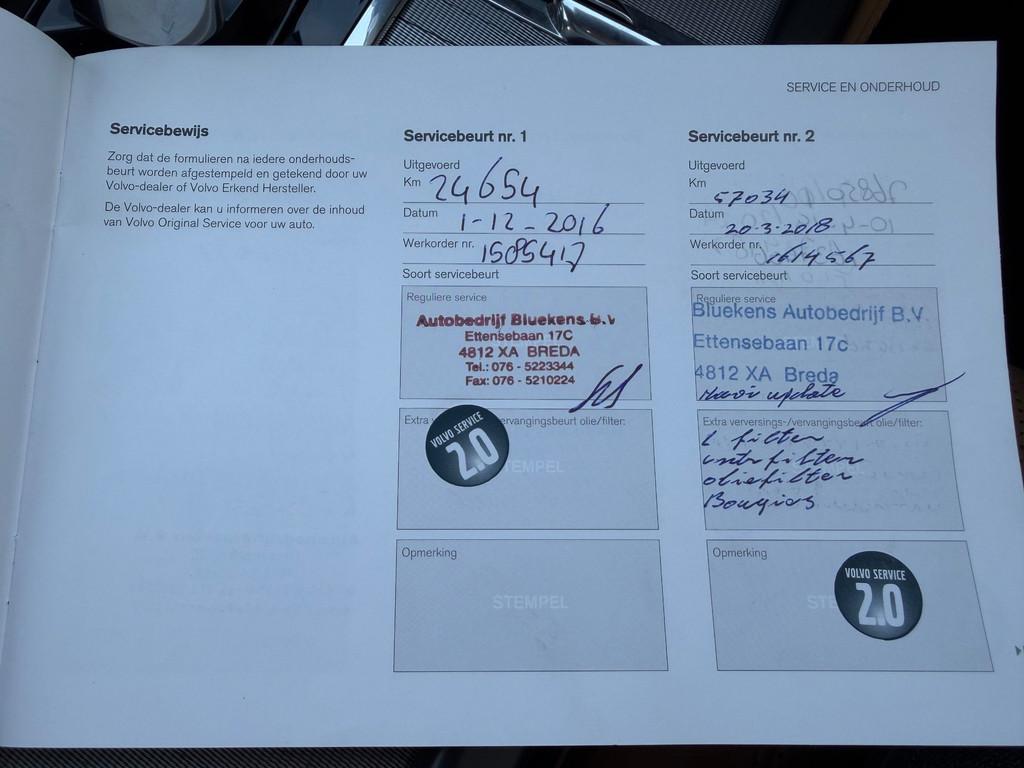 SERVICE EN ONDERHOUD
Servicebewijs
Zorg dat de formulieren na iedere onderhouds-
beurt worden afgestempeld en getekend door uw
Volvo-dealer of Volvo Erkend Hersteller.
De Volvo-dealer kan u informeren over de inhoud
van Volvo Original Service voor uw auto.
Servicebeurt nr. 1
Uitgevoerd
Km 24654
Datum 1-12-2016
Werkorder nr. 1585417
Soort servicebeurt
Reguliere service
Autobedrijf Bluekens B.V
Ettensebaan 17C
4812 XA BREDA
Tel.: 076 - 5223344
Fax: 076 - 5210224
Extra vervangingsbeurt olie/filter:
VOLVO SERVICE
2.0
STEMPEL
Opmerking
STEMPEL
Servicebeurt nr. 2
Uitgevoerd
Km 57034
Datum 20-3-2018
Werkorder nr. 1614567
Soort servicebeurt
Reguliere service
Bluekens Autobedrijf B.V.
Ettensebaan 17c
4812 XA Breda
Navi update
Extra verversings-/vervangingsbeurt olie/filter:
L filter
intr filter
oliefilter
Bougies
Opmerking
VOLVO SERVICE
2.0